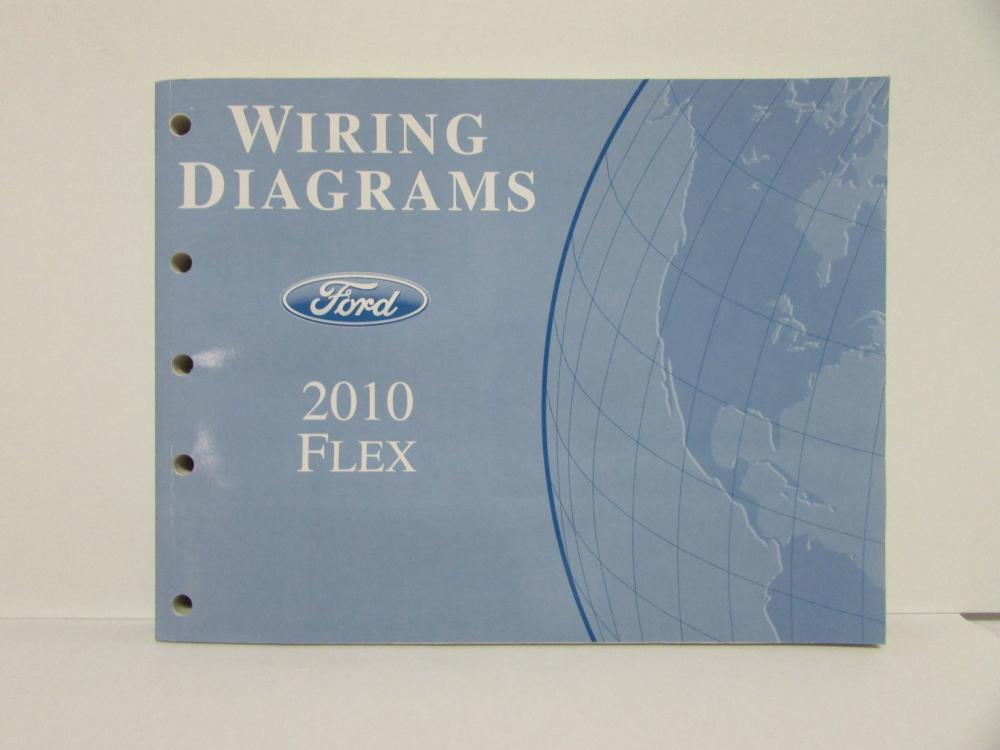 WIRING
DIAGRAMS
Ford
2010
FLEX